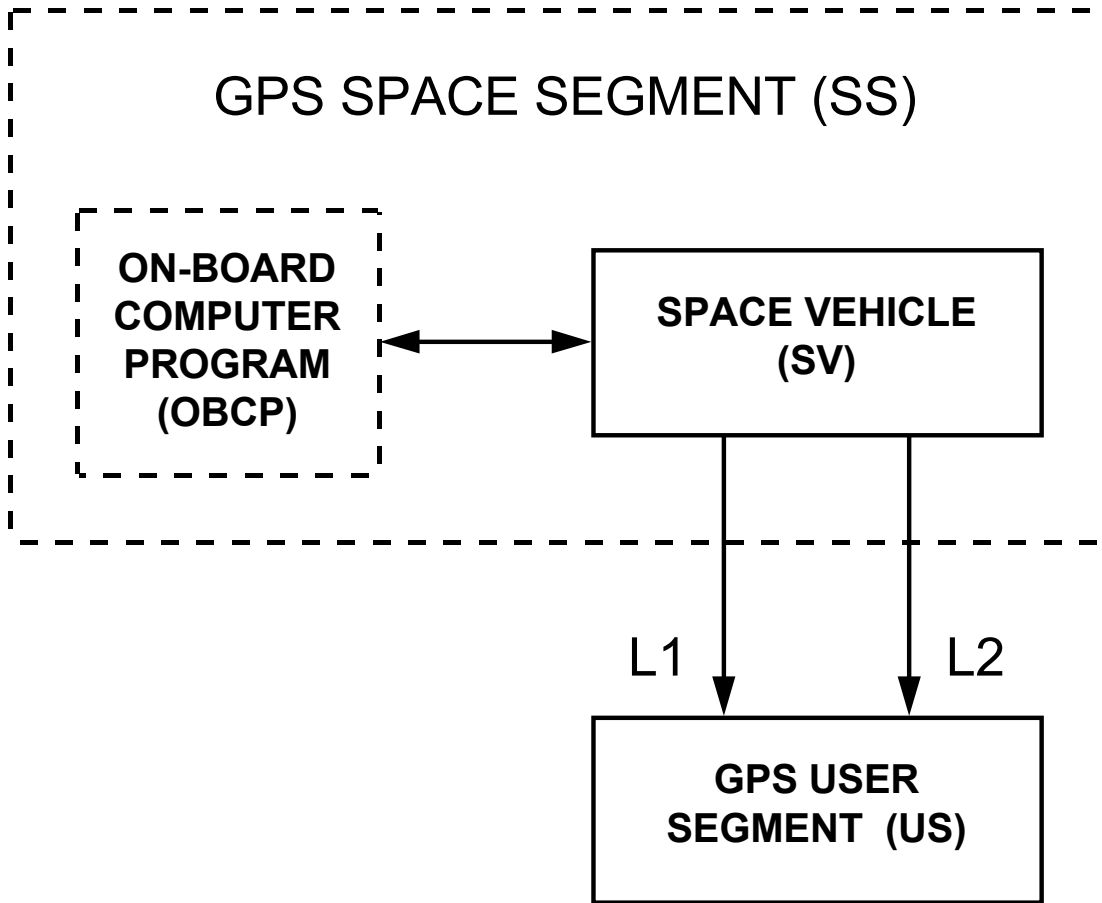 GPS SPACE SEGMENT (SS)
ON-BOARD
COMPUTER
PROGRAM
(OBCP)
SPACE VEHICLE
(SV)
L1
L2
GPS USER
SEGMENT (US)